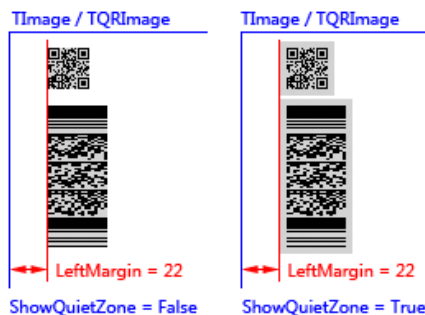 TImage / TQRImage
TImage / TQRImage
LeftMargin = 22
LeftMargin = 22
ShowQuietZone = False
ShowQuietZone = True